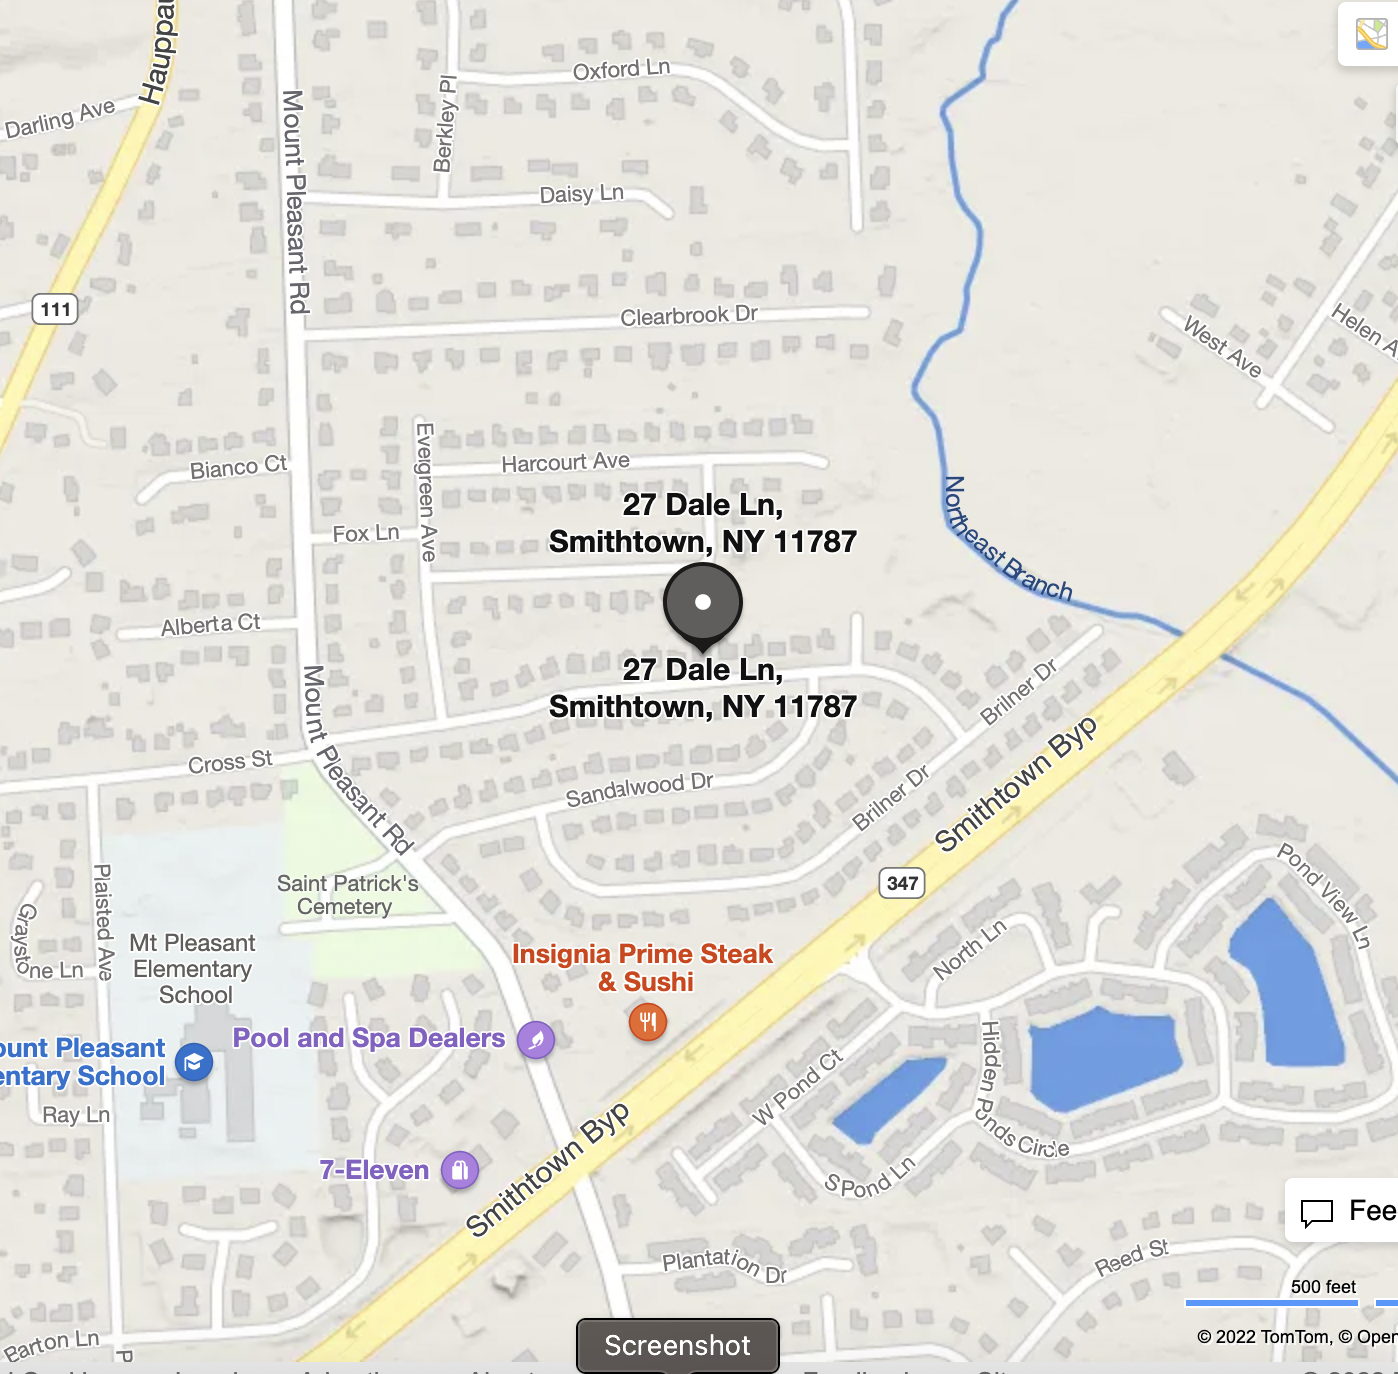 Darling Ave
Mount Pleasant Rd
Berkley Pl
Oxford Ln
Daisy Ln
111
Clearbrook Dr
West Ave
Helen
Bianco Ct
Evergreen Ave
Harcourt Ave
Fox Ln
27 Dale Ln,
Smithtown, NY 11787
Northeast Branch
Alberta Ct
27 Dale Ln,
Smithtown, NY 11787
Brilner Dr
Mount Pleasant Rd
Cross St
Sandalwood Dr
Brilner Dr
Smithtown Byp
347
Plaisted Ave
Graystone Ln
Saint Patrick's
Cemetery
Mt Pleasant
Elementary
School
Insignia Prime Steak
& Sushi
North Ln
Pond View Ln
Pool and Spa Dealers
ount Pleasant
entary School
Ray Ln
W Pond Ct
Hidden Ponds Circle
S Pond Ln
7-Eleven
Smithtown Byp
Plantation Dr
Reed St
Fee
500 feet
Barton Ln
P
Screenshot
© 2022 TomTom, © Open